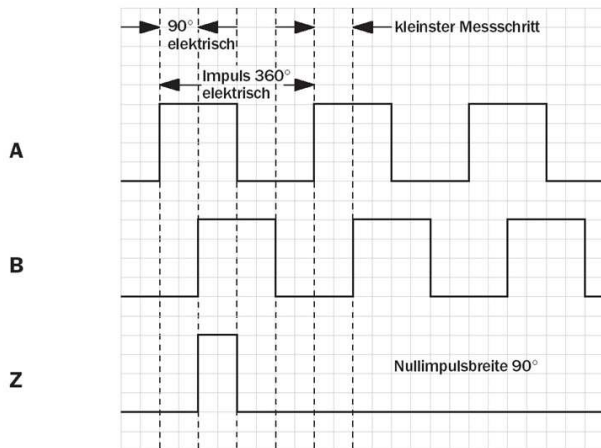 90°
elektrisch
kleinster Messschritt
Impuls 360°
elektrisch
A
B
Nullimpulsbreite 90°
Z